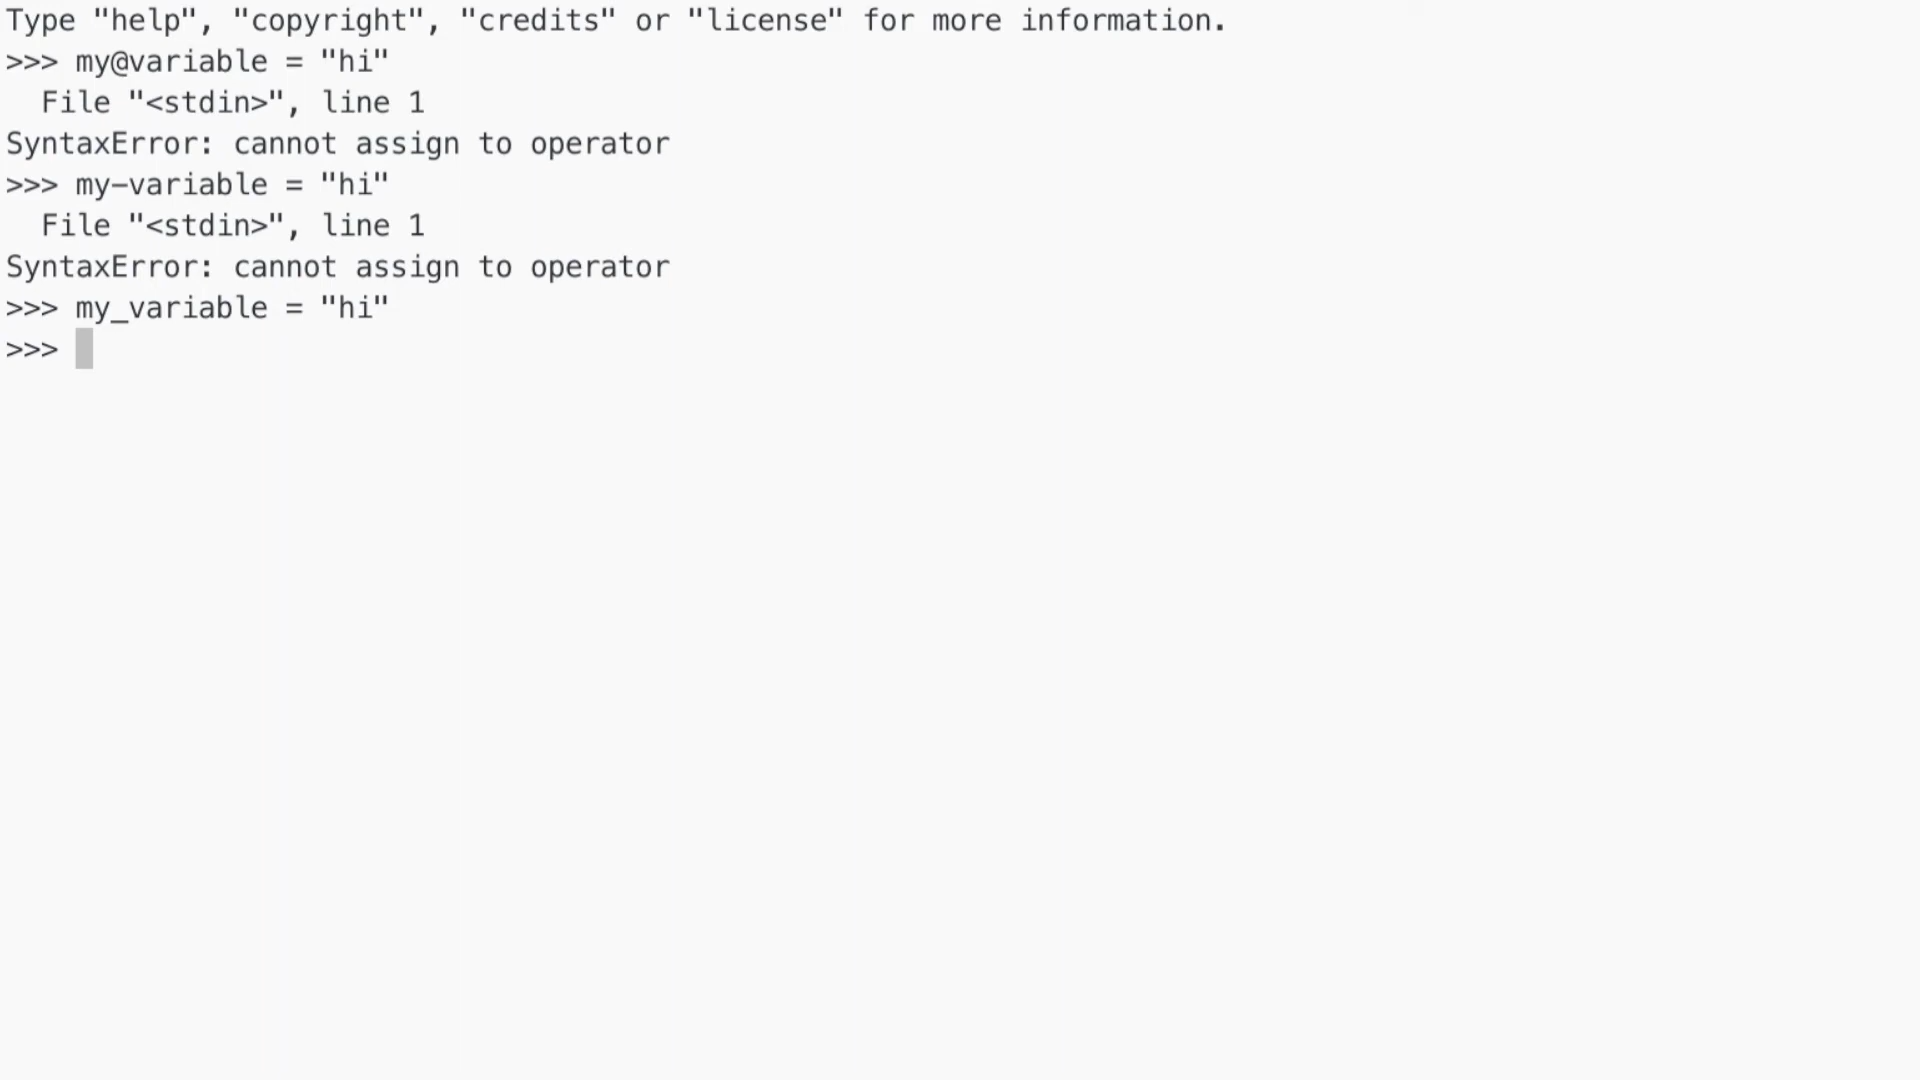 Type "help", "copyright", "credits" or "license" for more information.
>>> my@variable = "hi"
  File "<stdin>", line 1
SyntaxError: cannot assign to operator
>>> my-variable = "hi"
  File "<stdin>", line 1
SyntaxError: cannot assign to operator
>>> my_variable = "hi"
>>>